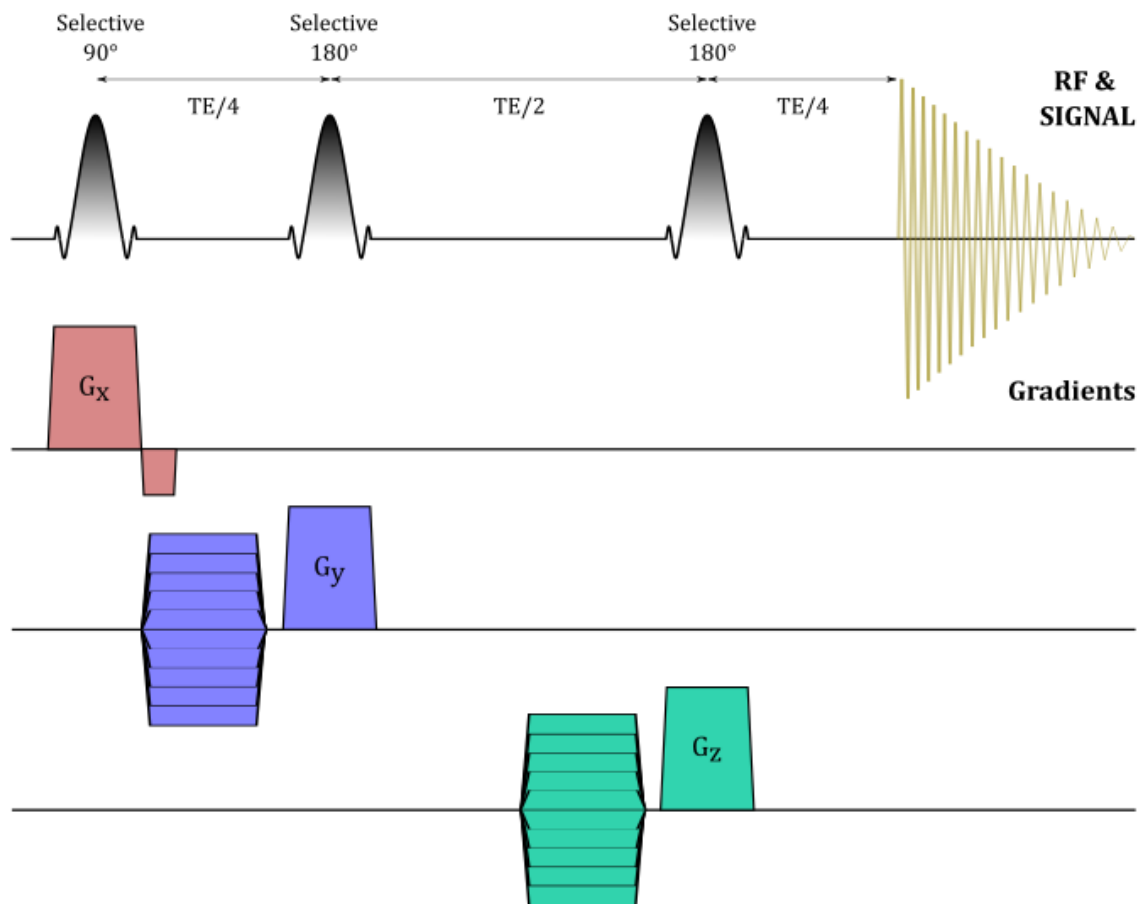 Selective
90°
Selective
180°
Selective
180°
TE/4
TE/2
TE/4
RF &
SIGNAL
Gradients
Gx
Gy
Gz